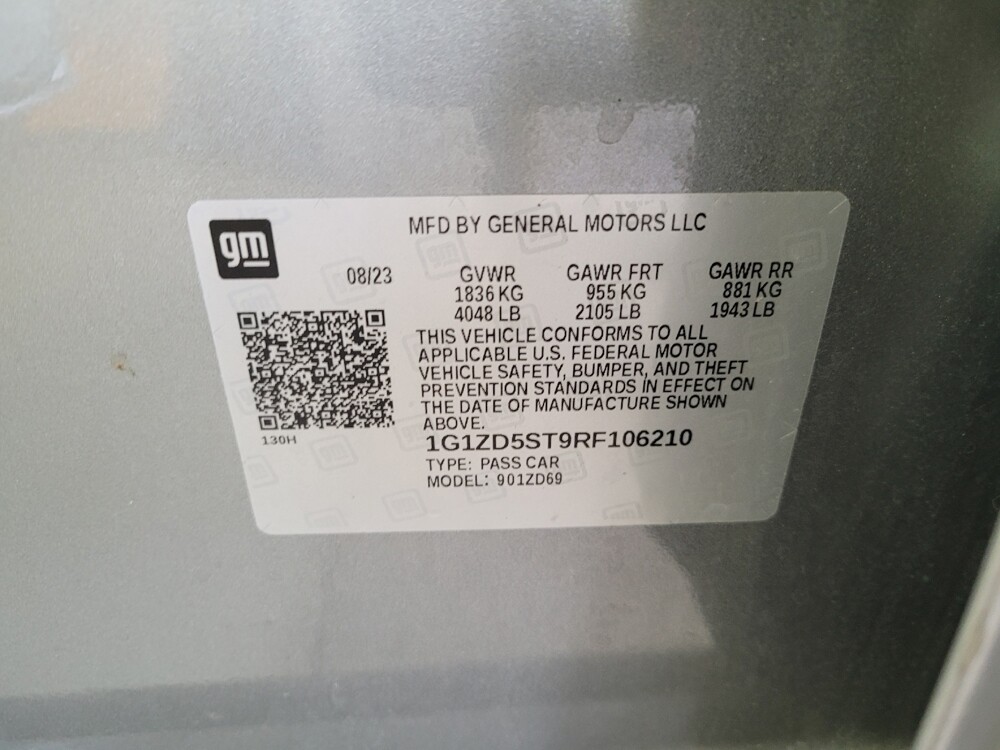 gm
MFD BY GENERAL MOTORS LLC
08/23 GVWR GAWR FRT GAWR RR
1836 KG 955 KG 881 KG
4048 LB 2105 LB 1943 LB
THIS VEHICLE CONFORMS TO ALL
APPLICABLE U.S. FEDERAL MOTOR
VEHICLE SAFETY, BUMPER, AND THEFT
PREVENTION STANDARDS IN EFFECT ON
THE DATE OF MANUFACTURE SHOWN
ABOVE.
130H
1G1ZD5ST9RF106210
TYPE: PASS CAR
MODEL: 901ZD69